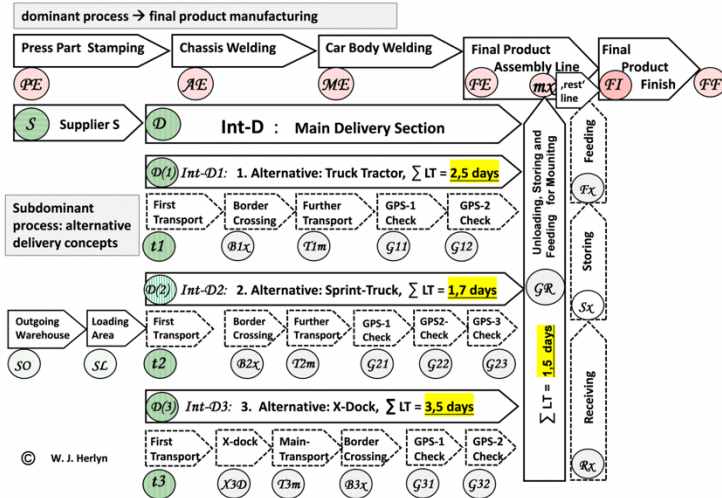 dominant process → final product manufacturing
Press Part Stamping
Chassis Welding
Car Body Welding
Final Product
Assembly Line
Final
Product
Finish
PE
AE
ME
FE
mx
‚rest'
line
FI
FF
S
Supplier S
D
Int-D : Main Delivery Section
D(1)
Int-D1: 1. Alternative: Truck Tractor, ∑ LT = 2,5 days
Subdominant
process: alternative
delivery concepts
First
Transport
Border
Crossing
Further
Transport
GPS-1
Check
GPS-2
Check
t1
B1x
T1m
G11
G12
D(2)
Int-D2: 2. Alternative: Sprint-Truck, ∑ LT = 1,7 days
Outgoing
Warehouse
Loading
Area
First
Transport
Border
Crossing
Further
Transport
GPS-1
Check
GPS2-
Check
GPS-3
Check
SO
SL
t2
B2x
T2m
G21
G22
G23
D(3)
Int-D3: 3. Alternative: X-Dock, ∑ LT = 3,5 days
First
Transport
X-dock
Main-
Transport
Border
Crossing
GPS-1
Check
GPS-2
Check
t3
X3D
T3m
B3x
G31
G32
Unloading, Storing and
Feeding for Mounitng
GR
∑ LT = 1,5 days
Feeding
Fx
Storing
Sx
Receiving
Rx
© W. J. Herlyn